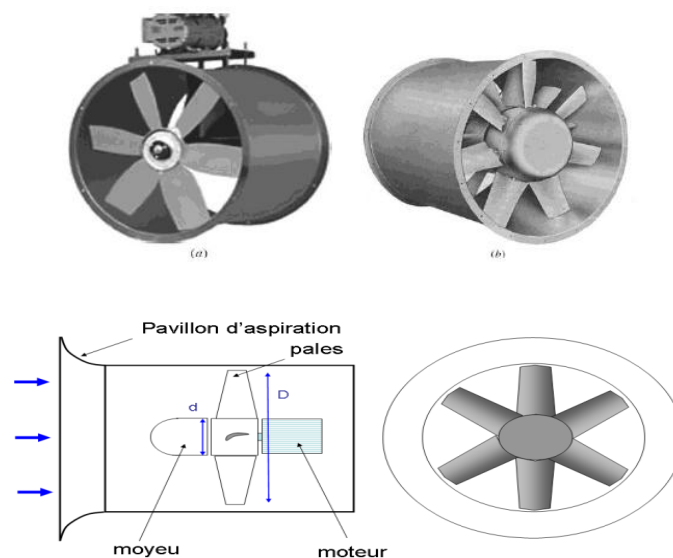 (a)
(b)
Pavillon d'aspiration
pales
d
D
moyeu
moteur